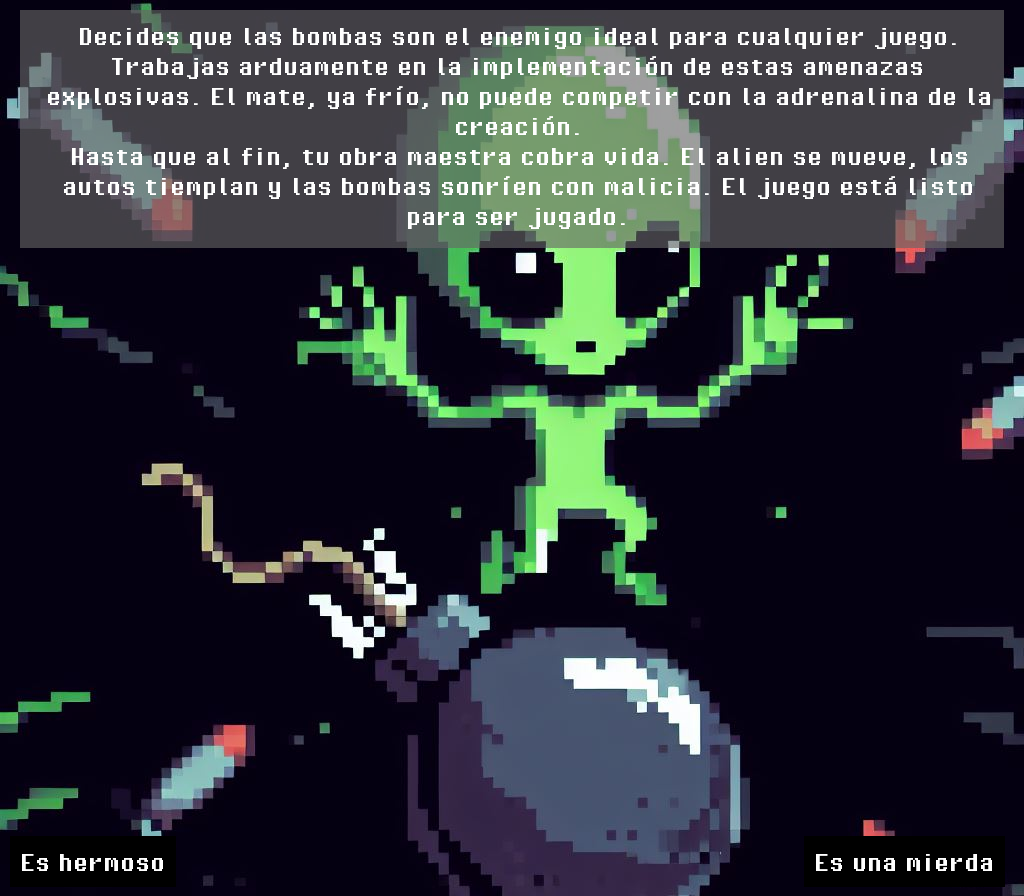 Decides que las bombas son el enemigo ideal para cualquier juego.
Trabajas arduamente en la implementación de estas amenazas
explosivas. El mate, ya frío, no puede competir con la adrenalina de la
creación.
Hasta que al fin, tu obra maestra cobra vida. El alien se mueve, los
autos tiemplan y las bombas sonríen con malicia. El juego está listo
para ser jugado.
Es hermoso
Es una mierda